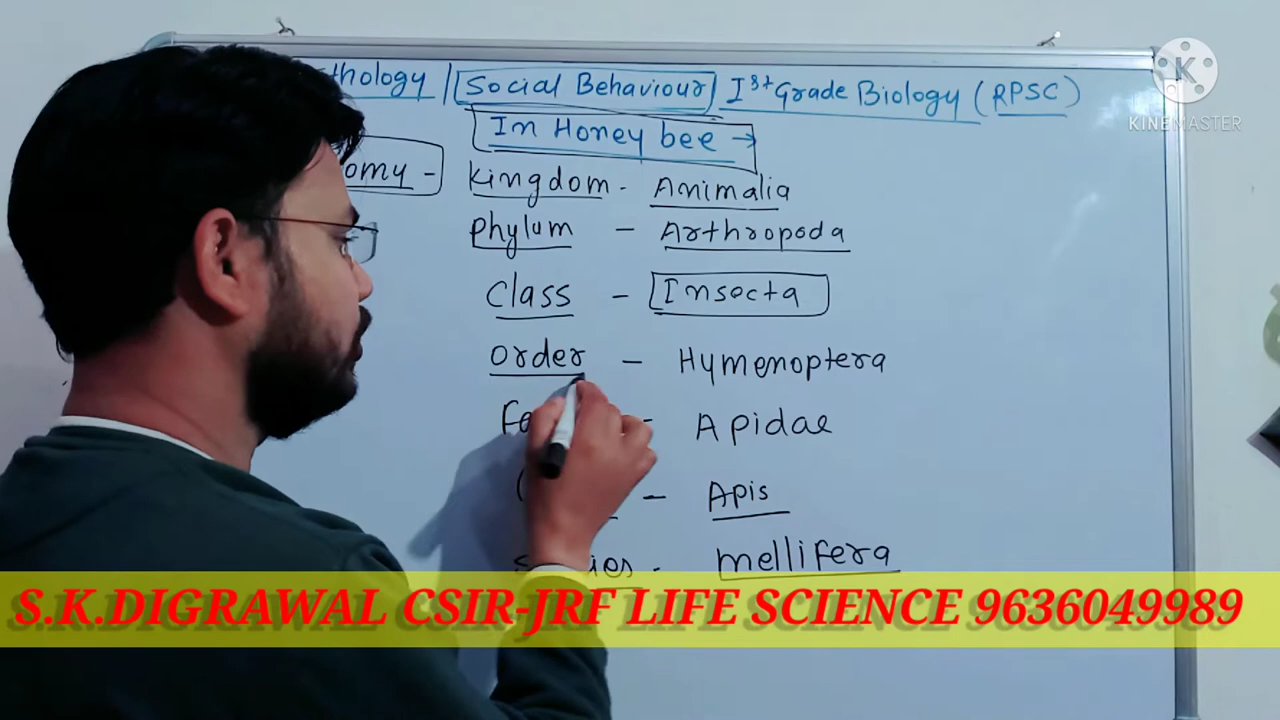 thology / Social Behaviour / Ist Grade Biology (RPSC)
In Honey bee →
omy - Kingdom - Animalia
Phylum - Arthropoda
Class - Insecta
Order - Hymenoptera
- Apidae
- Apis
mellifera
S.K.DIGRAWAL CSIR-JRF LIFE SCIENCE 9636049989
K
KINEMASTER